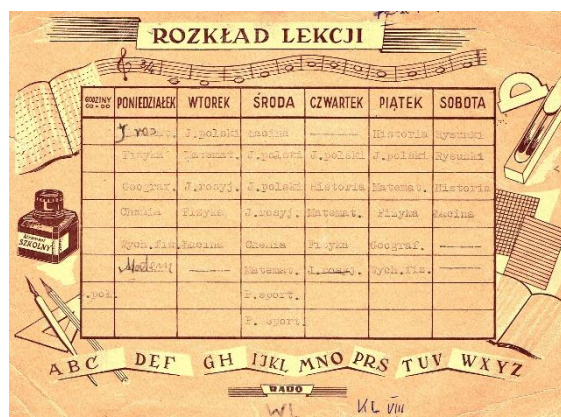 ROZKŁAD LEKCJI
GODZINY OD - DO PONIEDZIAŁEK WTOREK ŚRODA CZWARTEK PIĄTEK SOBOTA
J.polski Łacina ——— Historia Rysunki
Fizyka Matemat. J.polski J.polski J.polski Rysunki
Geograf. J.rosyj. J.polski Historia Matemat. Historia
Chemia Fizyka J.rosyj. Matemat. Fizyka Łacina
Wych.fiz. Łacina Chemia Fizyka Geograf. ———
——— Matemat. J.rosyj. Wych.fiz. ———
P.sport.
P. sport
SZKOLNY
ABC DEF GH IJKL MNO PRS TUV WXYZ
KL VIII